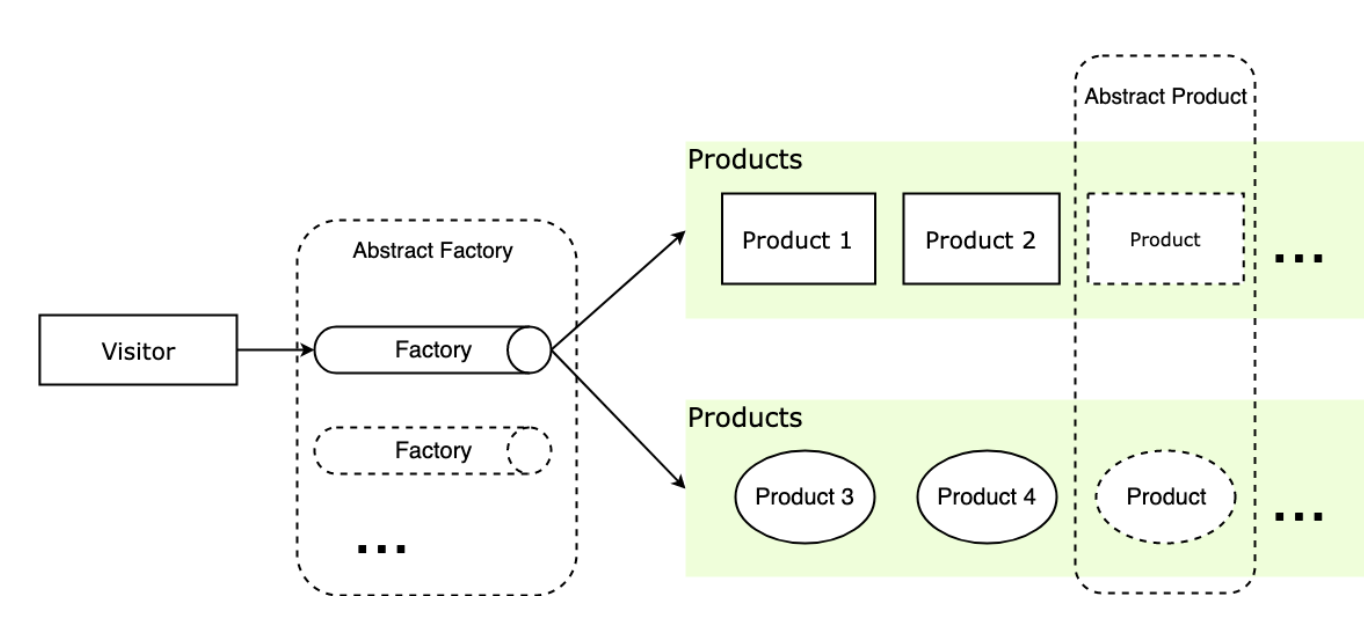 Abstract Product
Products
Product 1
Product 2
Product
...
Abstract Factory
Visitor
Factory
Factory
...
Products
Product 3
Product 4
Product
...